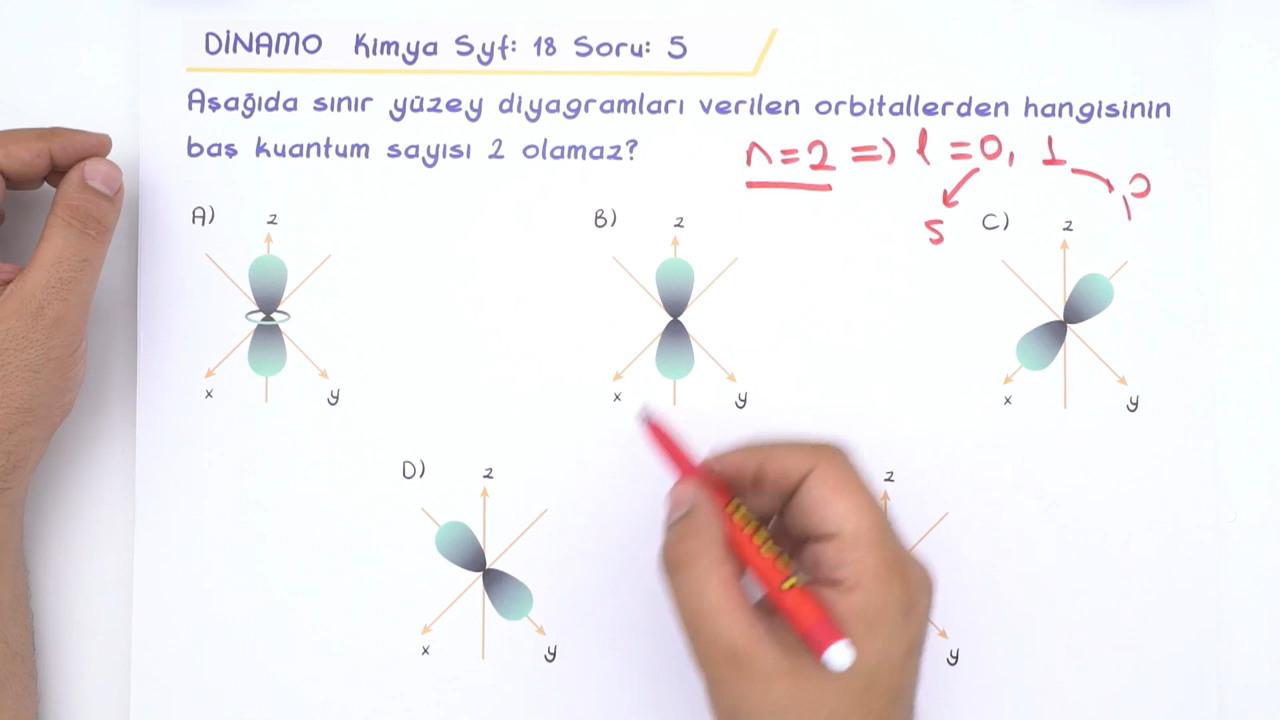 DİNAMO Kimya Syf: 18 Soru: 5
Aşağıda sınır yüzey diyagramları verilen orbitallerden hangisinin
baş kuantum sayısı 2 olamaz?
n=2 => l =0, 1
s
p
A)
z
x
y
B)
z
x
y
C)
z
x
y
D)
z
x
y
z
y